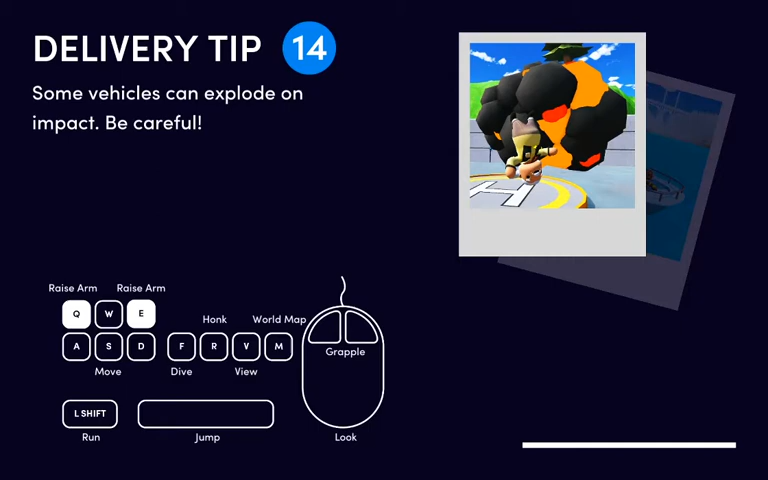 DELIVERY TIP 14
Some vehicles can explode on
impact. Be careful!
H
Raise Arm Raise Arm
Q W E Honk World Map
A S D F R V M Grapple
Move Dive View
L SHIFT
Run Jump Look